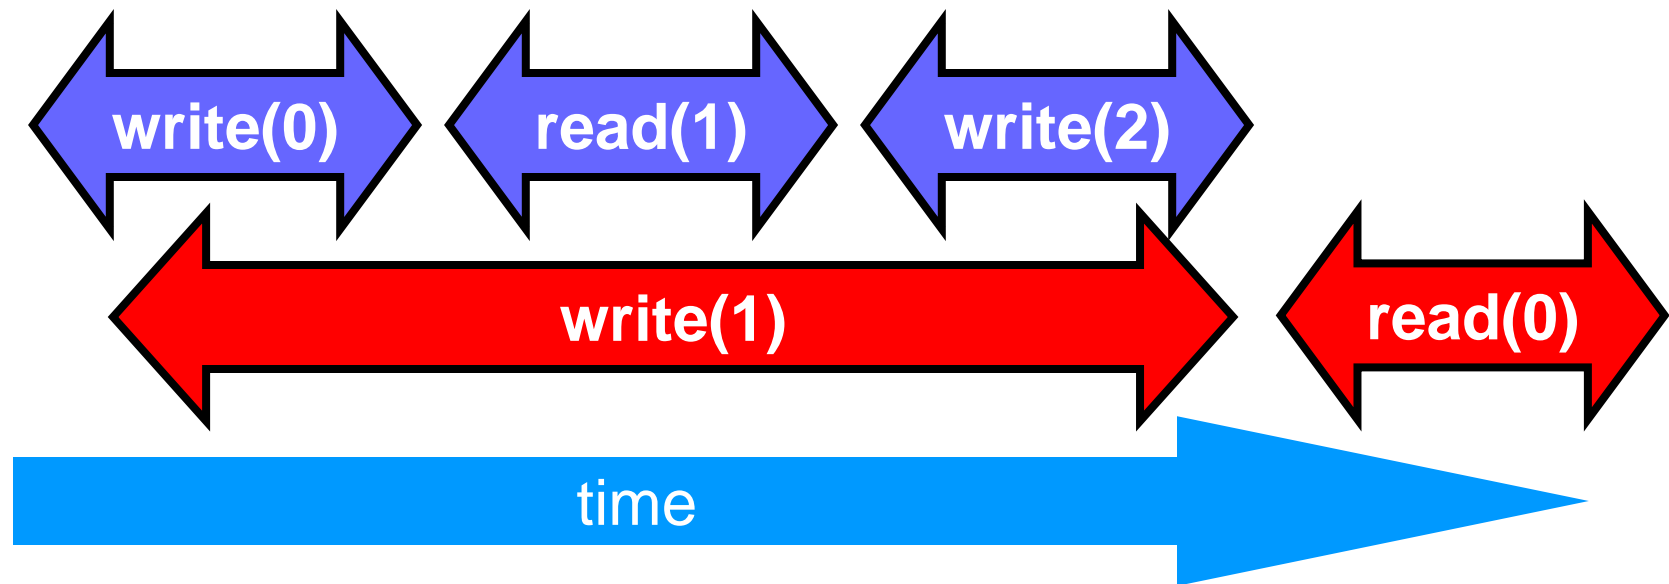 write(0) read(1) write(2)
write(1) read(0)
time